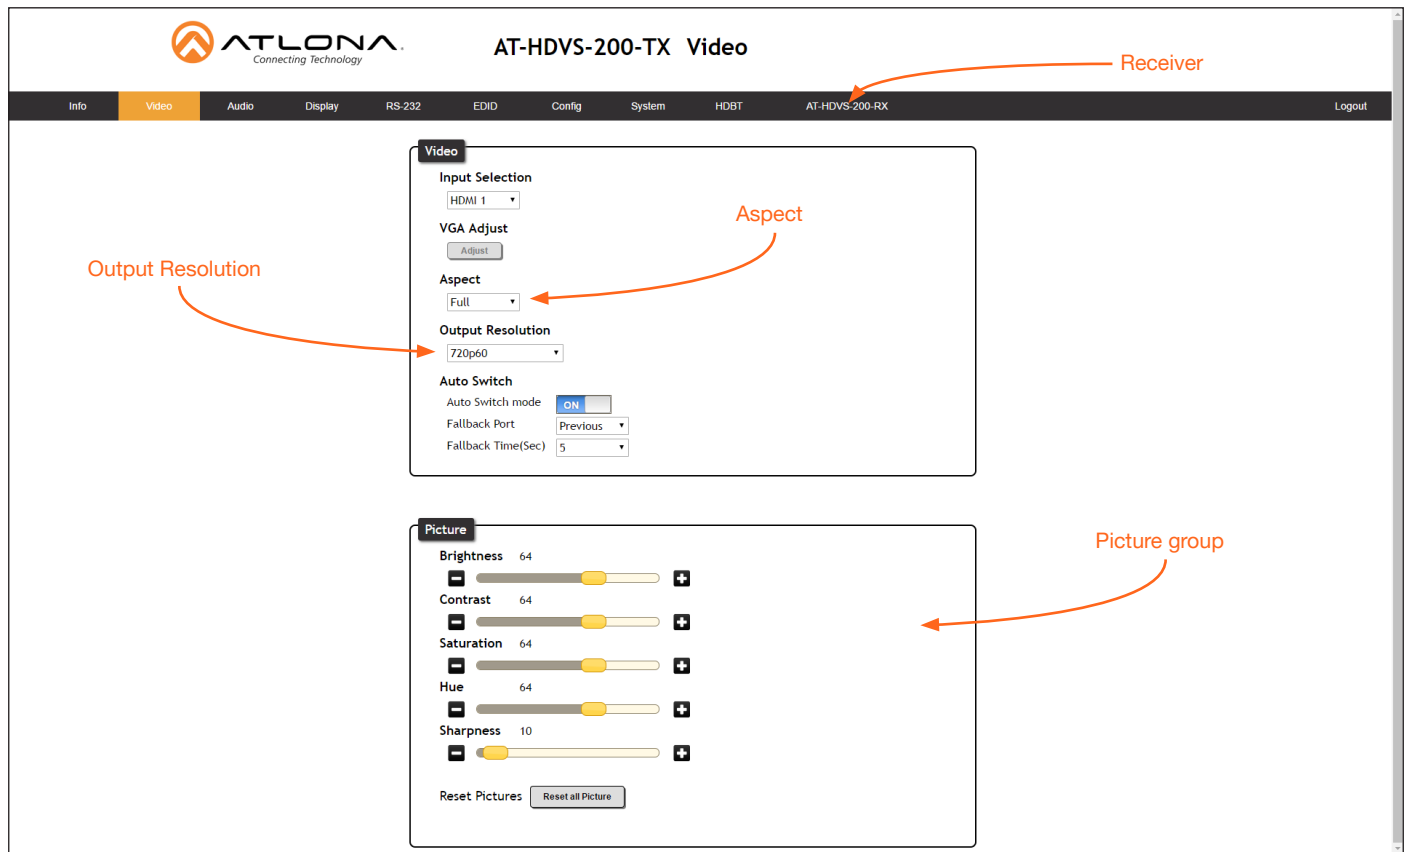 ATLONA
Connecting Technology
AT-HDVS-200-TX Video
Receiver
Info Video Audio Display RS-232 EDID Config System HDBT AT-HDVS-200-RX Logout
Video
Input Selection
HDMI 1
VGA Adjust
Adjust
Aspect
Aspect
Full
Output Resolution
Output Resolution
720p60
Auto Switch
Auto Switch mode ON
Fallback Port Previous
Fallback Time(Sec) 5
Picture
Picture group
Brightness 64
Contrast 64
Saturation 64
Hue 64
Sharpness 10
Reset Pictures Reset all Picture